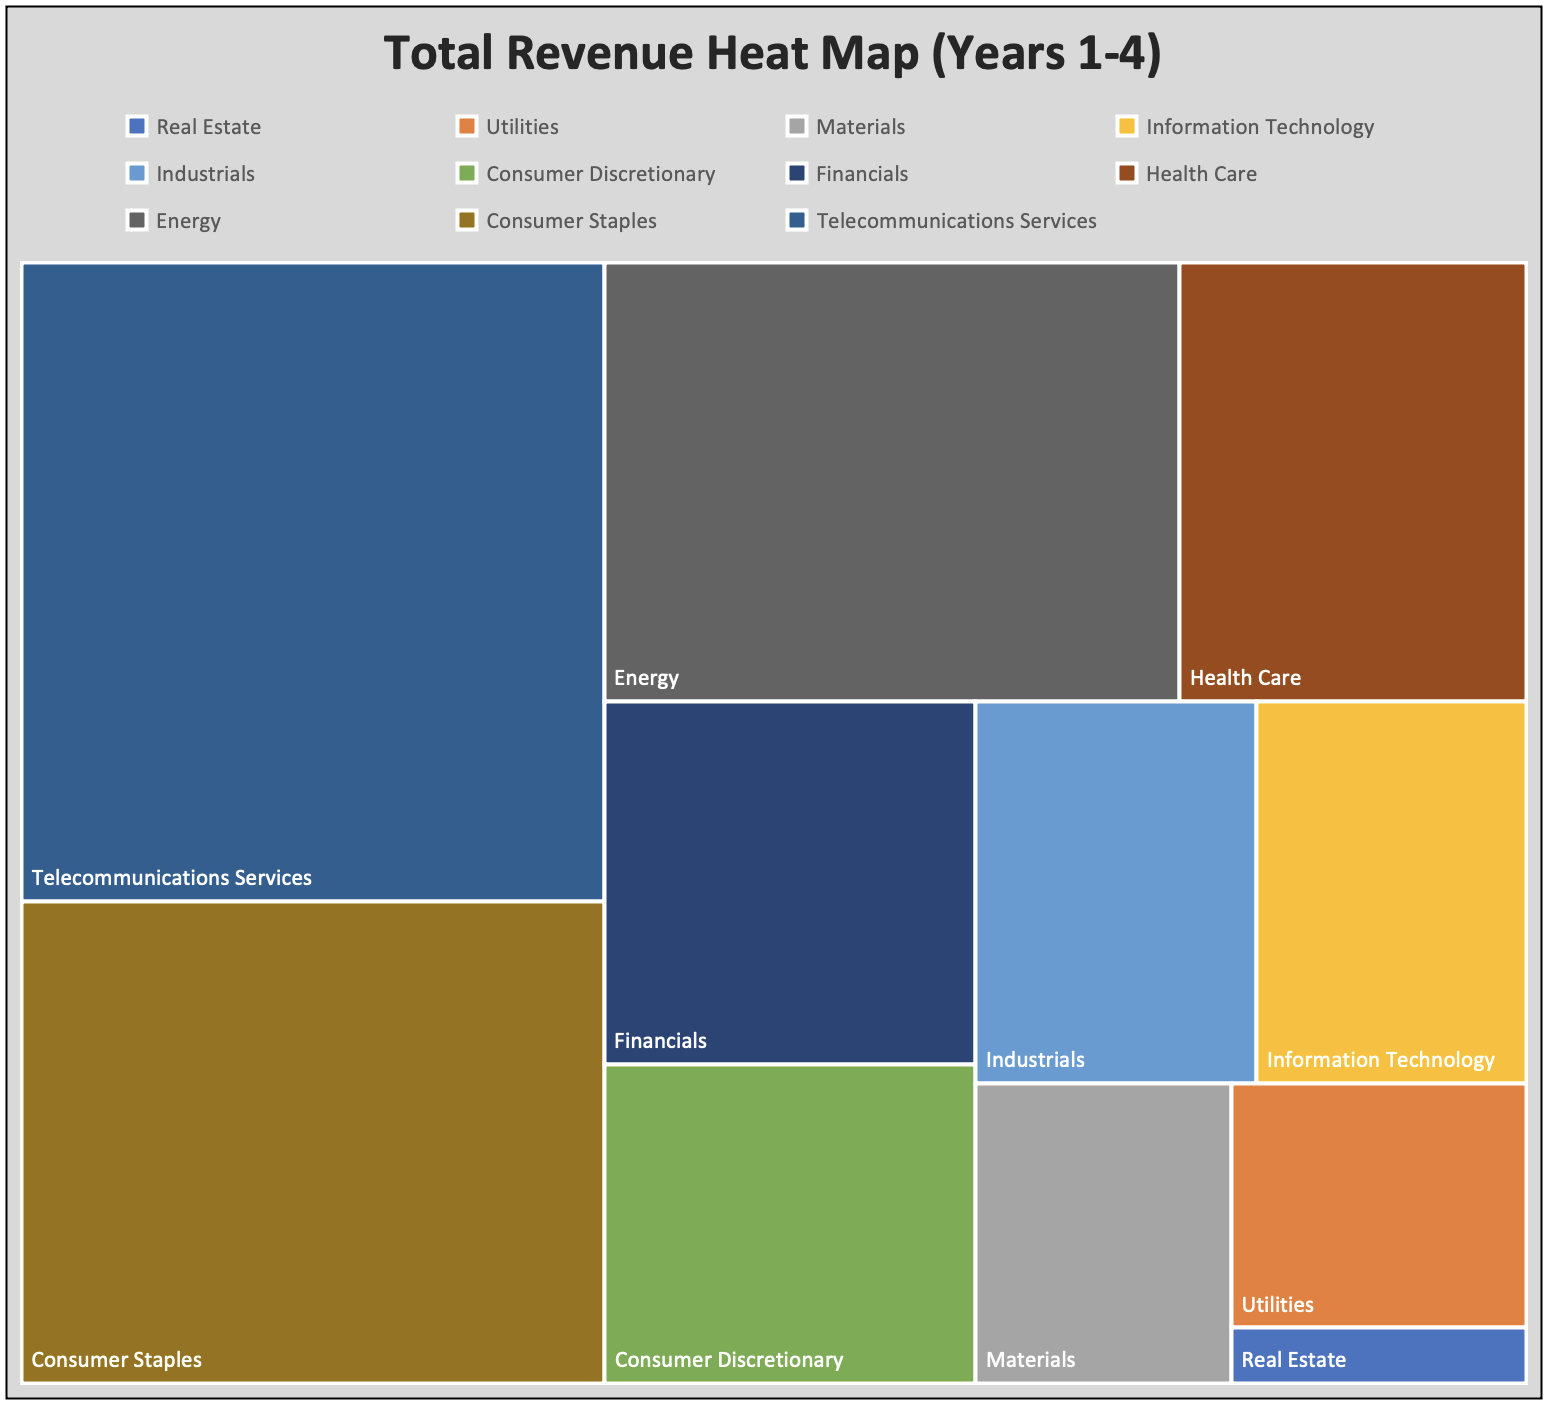 Total Revenue Heat Map (Years 1-4)
Real Estate
Utilities
Materials
Information Technology
Industrials
Consumer Discretionary
Financials
Health Care
Energy
Consumer Staples
Telecommunications Services
Energy
Health Care
Telecommunications Services
Financials
Industrials
Information Technology
Utilities
Consumer Staples
Consumer Discretionary
Materials
Real Estate